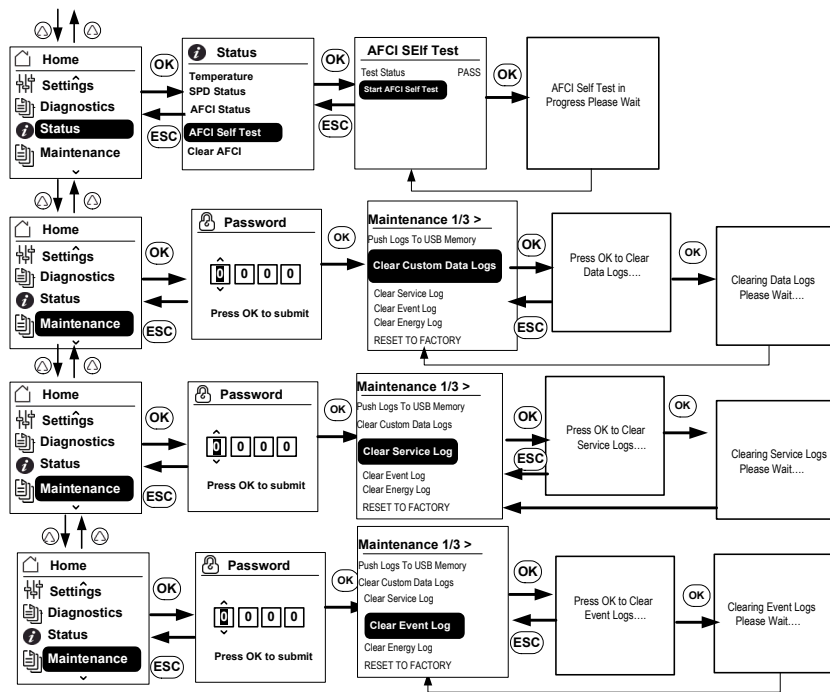 Home
Settings
Diagnostics
Status
Maintenance
OK
ESC
Status
Temperature
SPD Status
AFCI Status
AFCI Self Test
Clear AFCI
OK
ESC
AFCI SElf Test
Test Status PASS
Start AFCI Self Test
OK
AFCI Self Test in
Progress Please Wait
Home
Settings
Diagnostics
Status
Maintenance
OK
ESC
Password
0 0 0 0
Press OK to submit
OK
Maintenance 1/3 >
Push Logs To USB Memory
Clear Custom Data Logs
Clear Service Log
Clear Event Log
Clear Energy Log
RESET TO FACTORY
OK
ESC
Press OK to Clear
Data Logs....
OK
Clearing Data Logs
Please Wait....
Home
Settings
Diagnostics
Status
Maintenance
OK
ESC
Password
0 0 0 0
Press OK to submit
OK
Maintenance 1/3 >
Push Logs To USB Memory
Clear Custom Data Logs
Clear Service Log
Clear Event Log
Clear Energy Log
RESET TO FACTORY
OK
ESC
Press OK to Clear
Service Logs....
OK
Clearing Service Logs
Please Wait....
Home
Settings
Diagnostics
Status
Maintenance
OK
ESC
Password
0 0 0 0
Press OK to submit
OK
Maintenance 1/3 >
Push Logs To USB Memory
Clear Custom Data Logs
Clear Service Log
Clear Event Log
Clear Energy Log
RESET TO FACTORY
OK
ESC
Press OK to Clear
Event Logs....
OK
Clearing Event Logs
Please Wait....